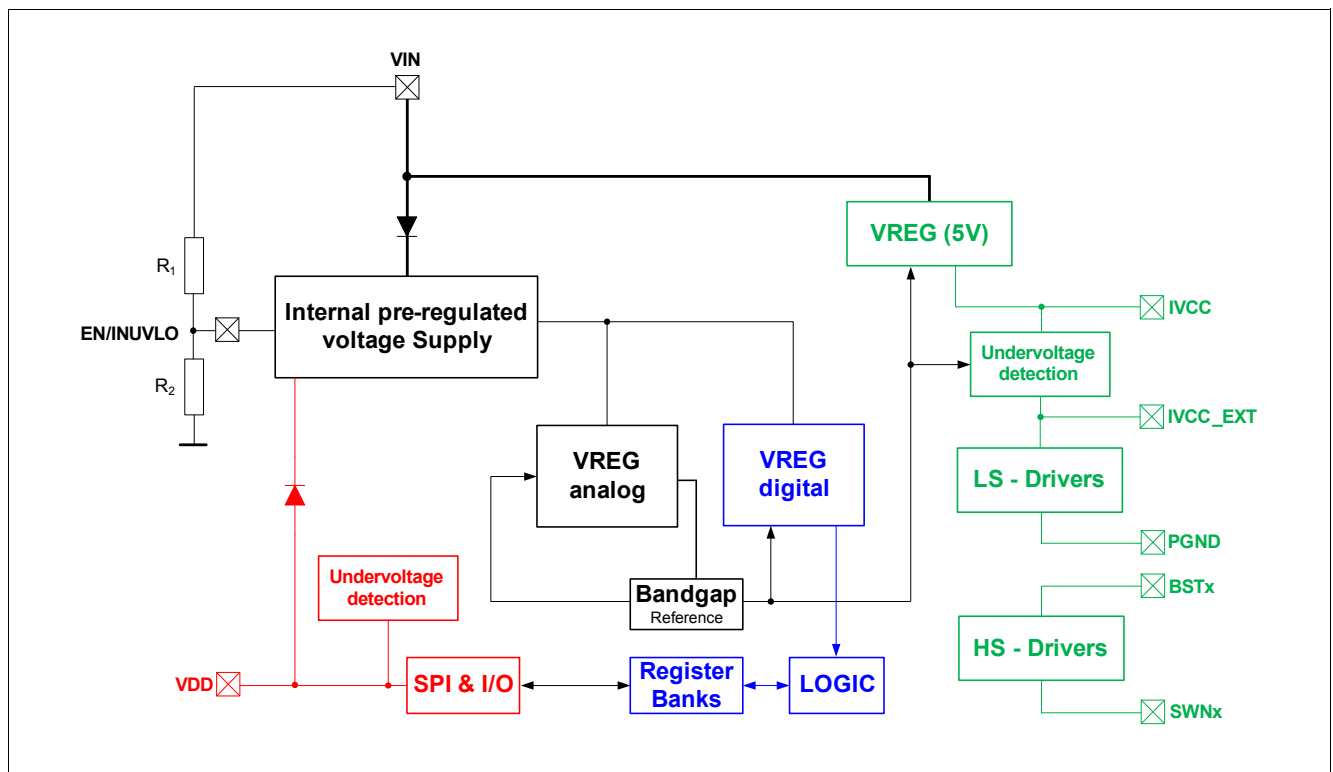 VIN
VREG (5V)
R1
Internal pre-regulated
voltage Supply
IVCC
EN/INUVLO
Undervoltage
detection
R2
IVCC_EXT
VREG
analog
VREG
digital
LS - Drivers
PGND
Undervoltage
detection
Bandgap
Reference
BSTx
HS - Drivers
VDD
SPI & I/O
Register
Banks
LOGIC
SWNx